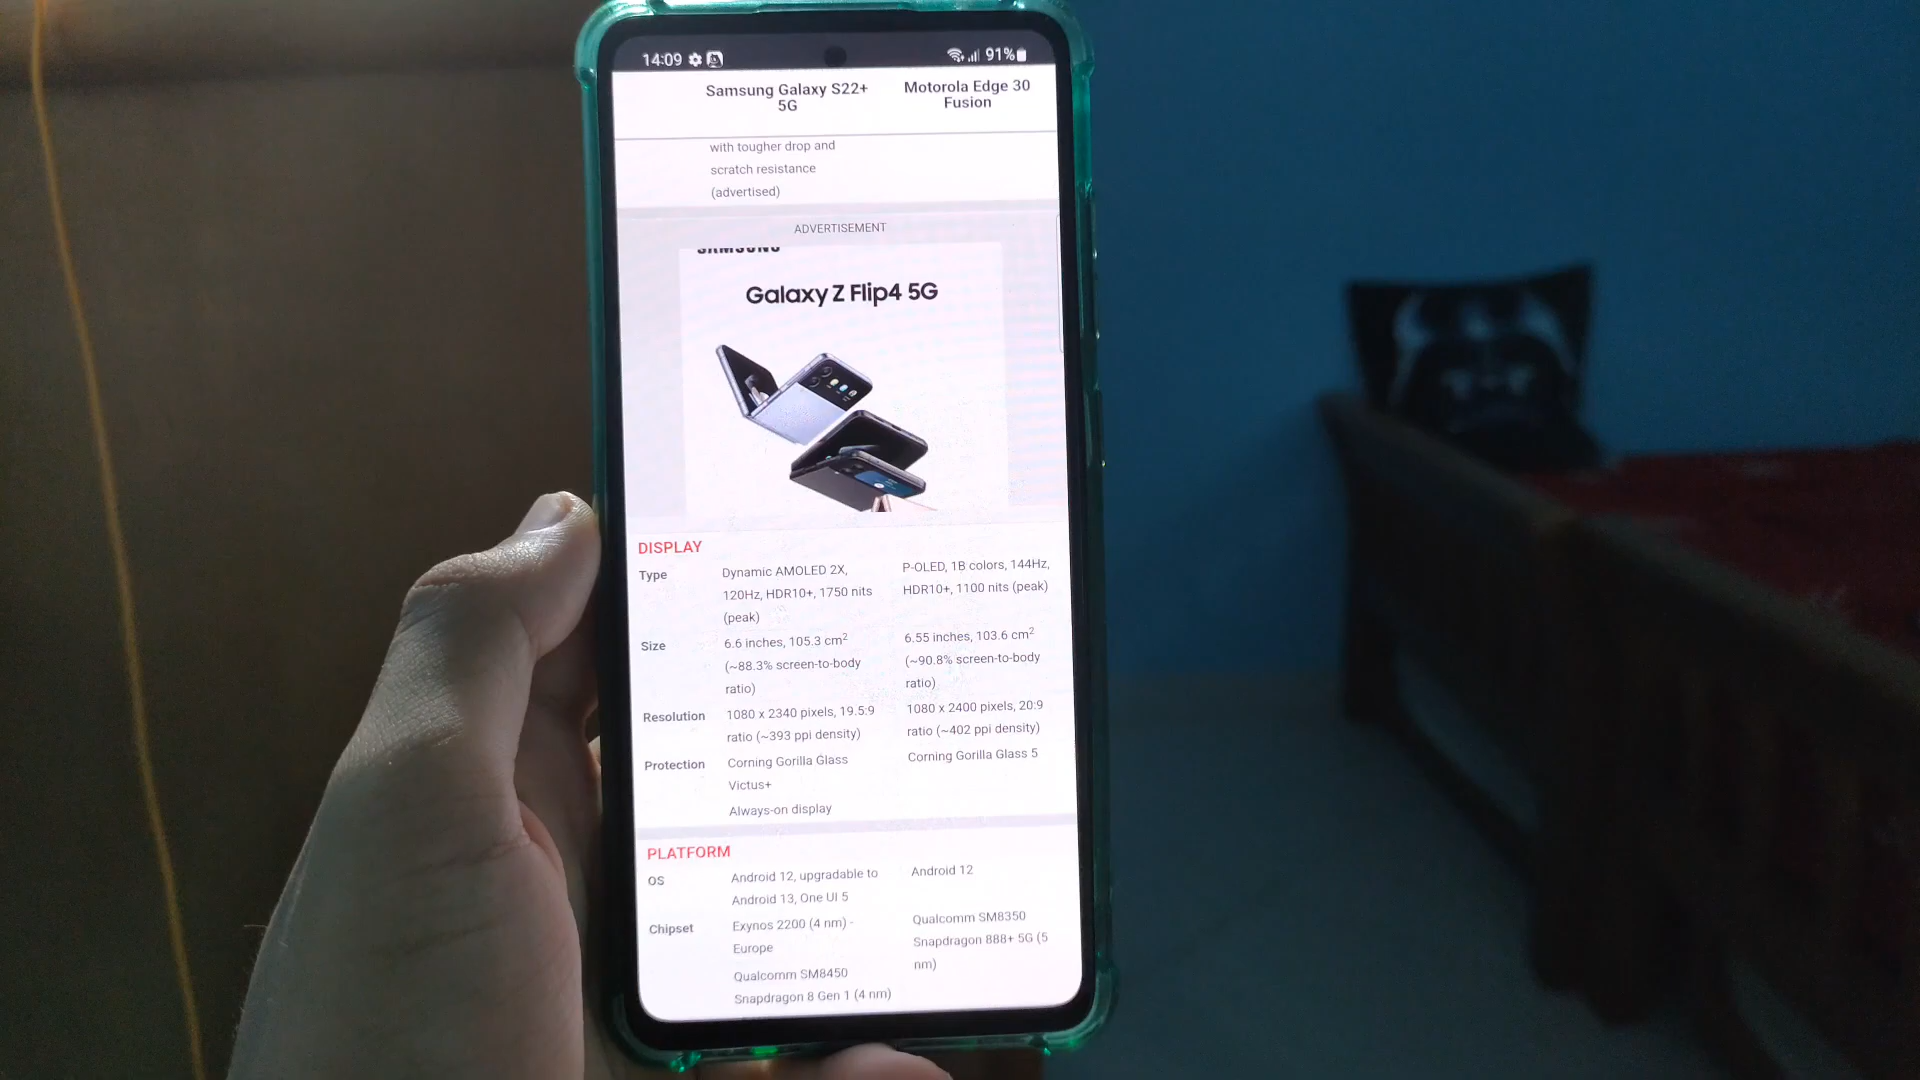 14:09
91%
Samsung Galaxy S22+
5G
Motorola Edge 30
Fusion
with tougher drop and
scratch resistance
(advertised)
ADVERTISEMENT
SAMSUNG
Galaxy Z Flip4 5G
DISPLAY
Type
Dynamic AMOLED 2X,
120Hz, HDR10+, 1750 nits
(peak)
P-OLED, 1B colors, 144Hz,
HDR10+, 1100 nits (peak)
Size
6.6 inches, 105.3 cm²
(~88.3% screen-to-body
ratio)
6.55 inches, 103.6 cm²
(~90.8% screen-to-body
ratio)
Resolution
1080 x 2340 pixels, 19.5:9
ratio (~393 ppi density)
1080 x 2400 pixels, 20:9
ratio (~402 ppi density)
Protection
Corning Gorilla Glass
Victus+
Corning Gorilla Glass 5
Always-on display
PLATFORM
OS
Android 12, upgradable to
Android 13, One UI 5
Android 12
Chipset
Exynos 2200 (4 nm) -
Europe
Qualcomm SM8450
Snapdragon 8 Gen 1 (4 nm)
Qualcomm SM8350
Snapdragon 888+ 5G (5
nm)